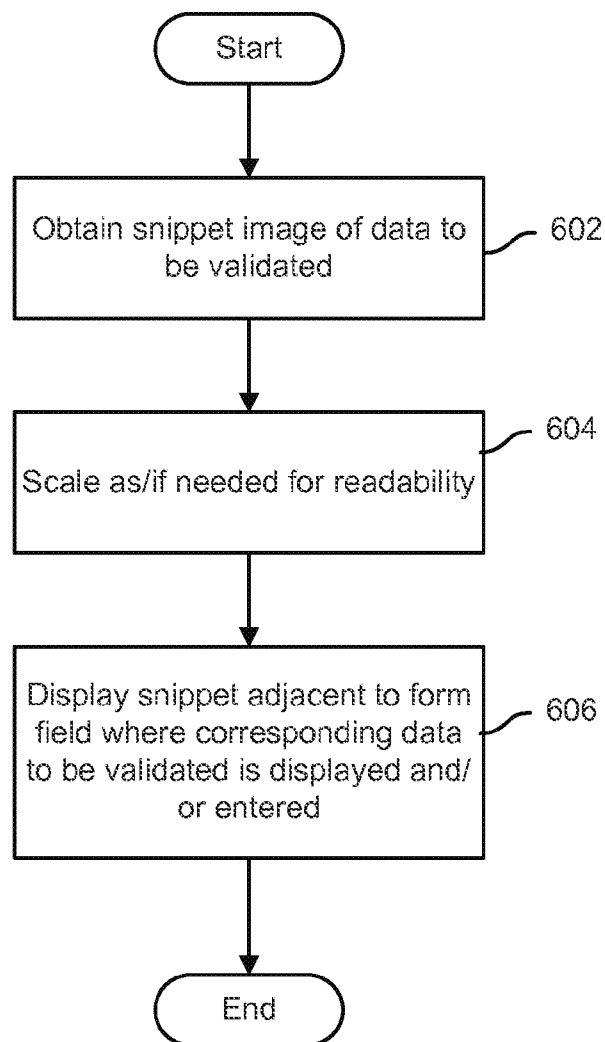 Start
Obtain snippet image of data to
be validated
602
Scale as/if needed for readability
604
Display snippet adjacent to form
field where corresponding data
to be validated is displayed and/
or entered
606
End